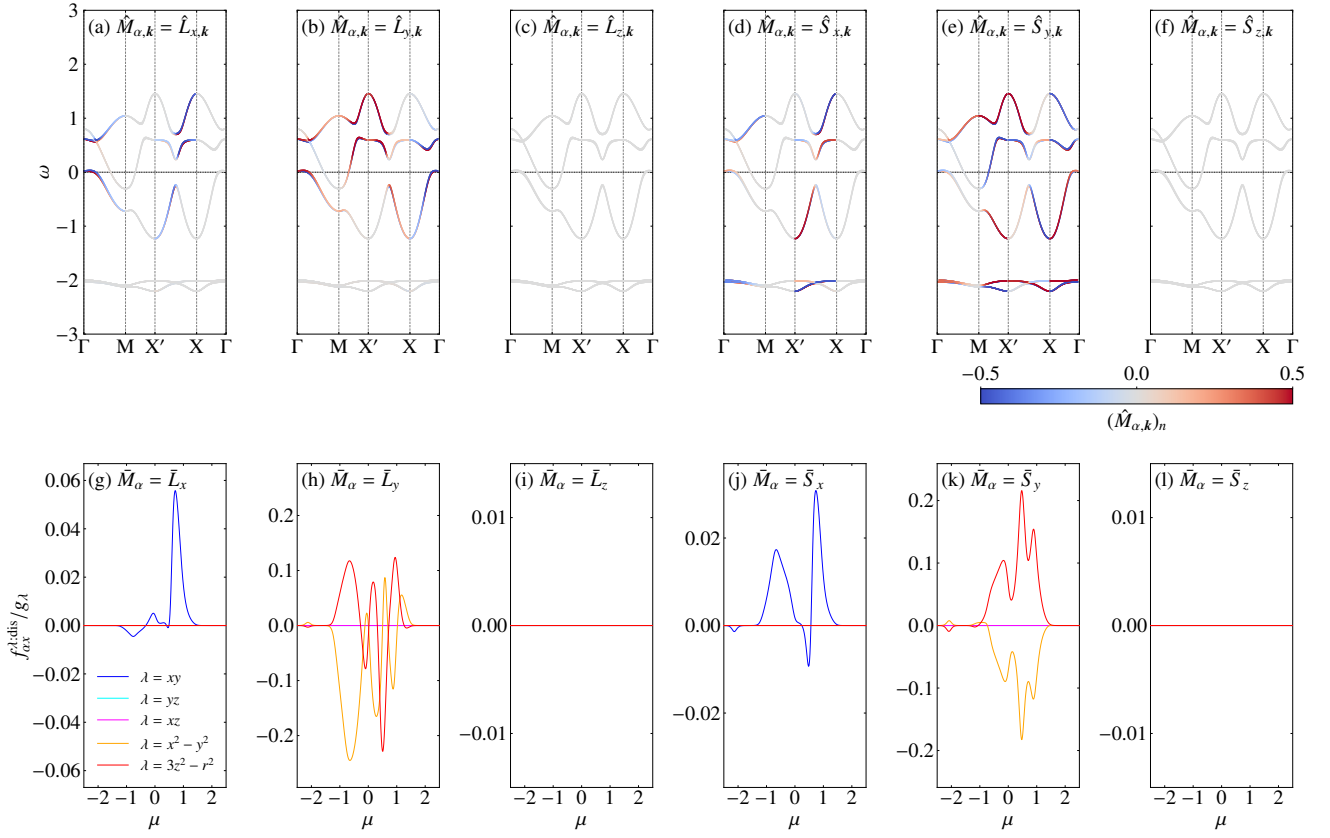 (a) M̂α,k = L̂x,k
(b) M̂α,k = L̂y,k
(c) M̂α,k = L̂z,k
(d) M̂α,k = Ŝx,k
(e) M̂α,k = Ŝy,k
(f) M̂α,k = Ŝz,k
3
2
1
0
−1
−2
−3
ω
Γ M X′ X Γ
Γ M X′ X Γ
Γ M X′ X Γ
Γ M X′ X Γ
Γ M X′ X Γ
Γ M X′ X Γ
−0.5 0.0 0.5
(M̂α,k)n
(g) M̄α = L̄x
0.06
0.04
0.02
0.00
−0.02
−0.04
−0.06
fαx^λ:dis/gλ
λ = xy
λ = yz
λ = xz
λ = x² − y²
λ = 3z² − r²
−2 −1 0 1 2
μ
(h) M̄α = L̄y
0.2
0.1
0.0
−0.1
−0.2
−2 −1 0 1 2
μ
(i) M̄α = L̄z
0.01
0.00
−0.01
−2 −1 0 1 2
μ
(j) M̄α = S̄x
0.02
0.00
−0.02
−2 −1 0 1 2
μ
(k) M̄α = S̄y
0.2
0.1
0.0
−0.1
−0.2
−2 −1 0 1 2
μ
(l) M̄α = S̄z
0.01
0.00
−0.01
−2 −1 0 1 2
μ